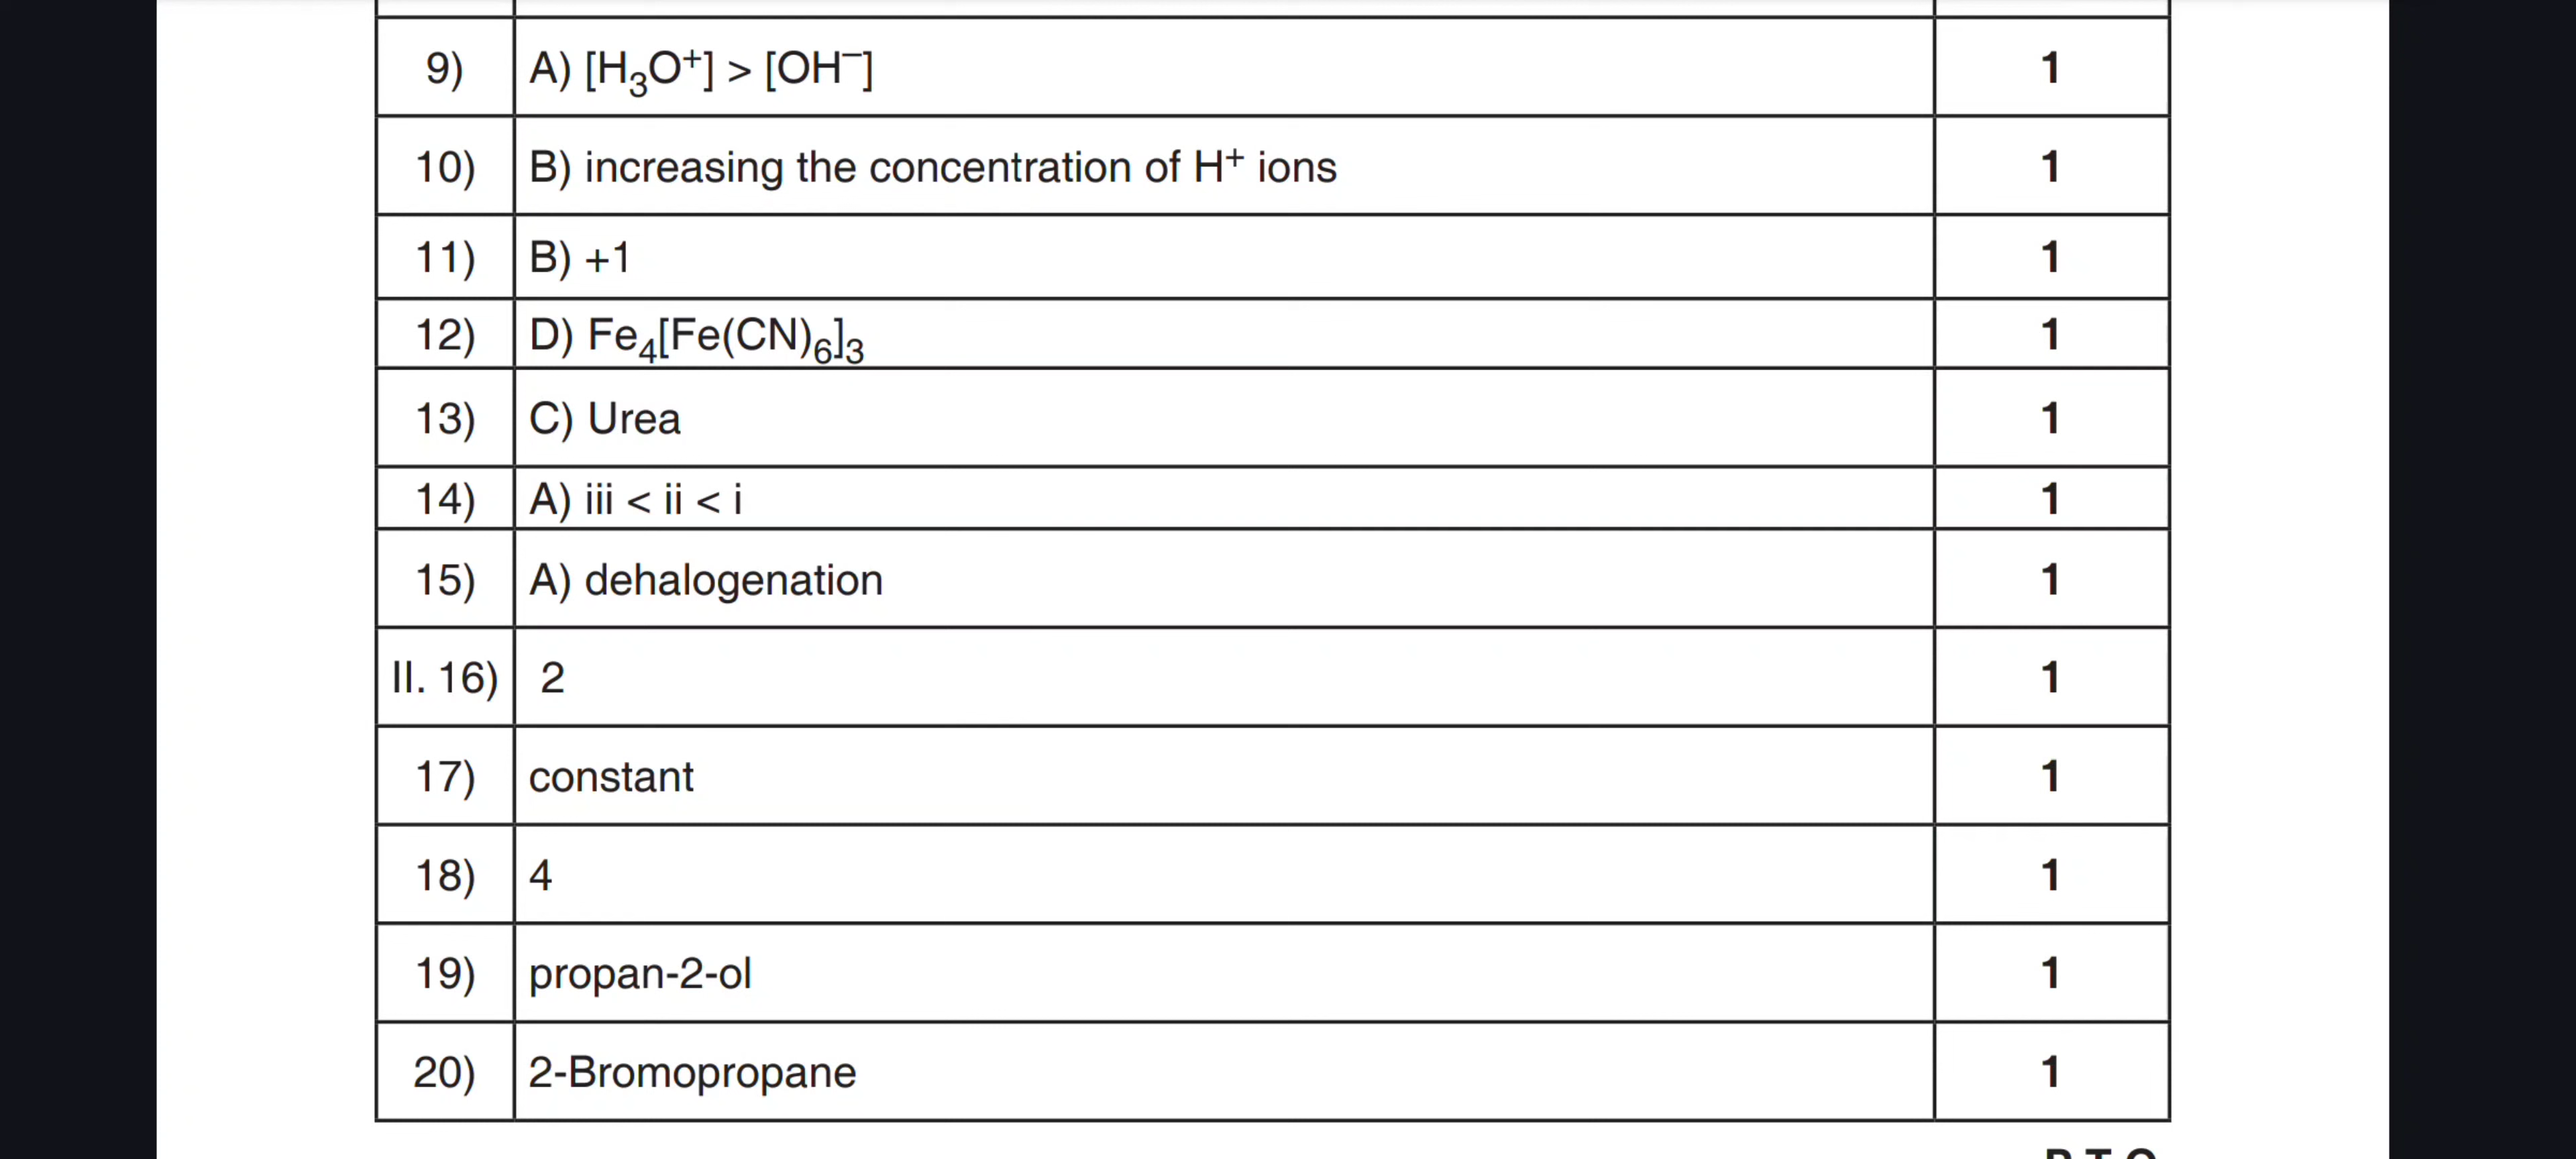 9) A) [H₃O⁺] > [OH⁻] 1
10) B) increasing the concentration of H⁺ ions 1
11) B) +1 1
12) D) Fe₄[Fe(CN)₆]₃ 1
13) C) Urea 1
14) A) iii < ii < i 1
15) A) dehalogenation 1
II. 16) 2 1
17) constant 1
18) 4 1
19) propan-2-ol 1
20) 2-Bromopropane 1